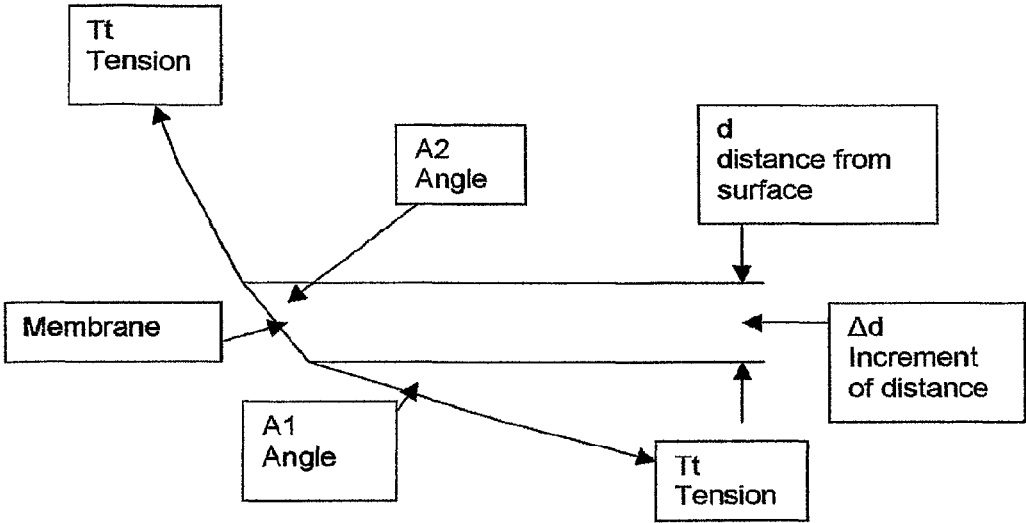 Tt
Tension
A2
Angle
d
distance from
surface
Membrane
Δd
Increment
of distance
A1
Angle
Tt
Tension